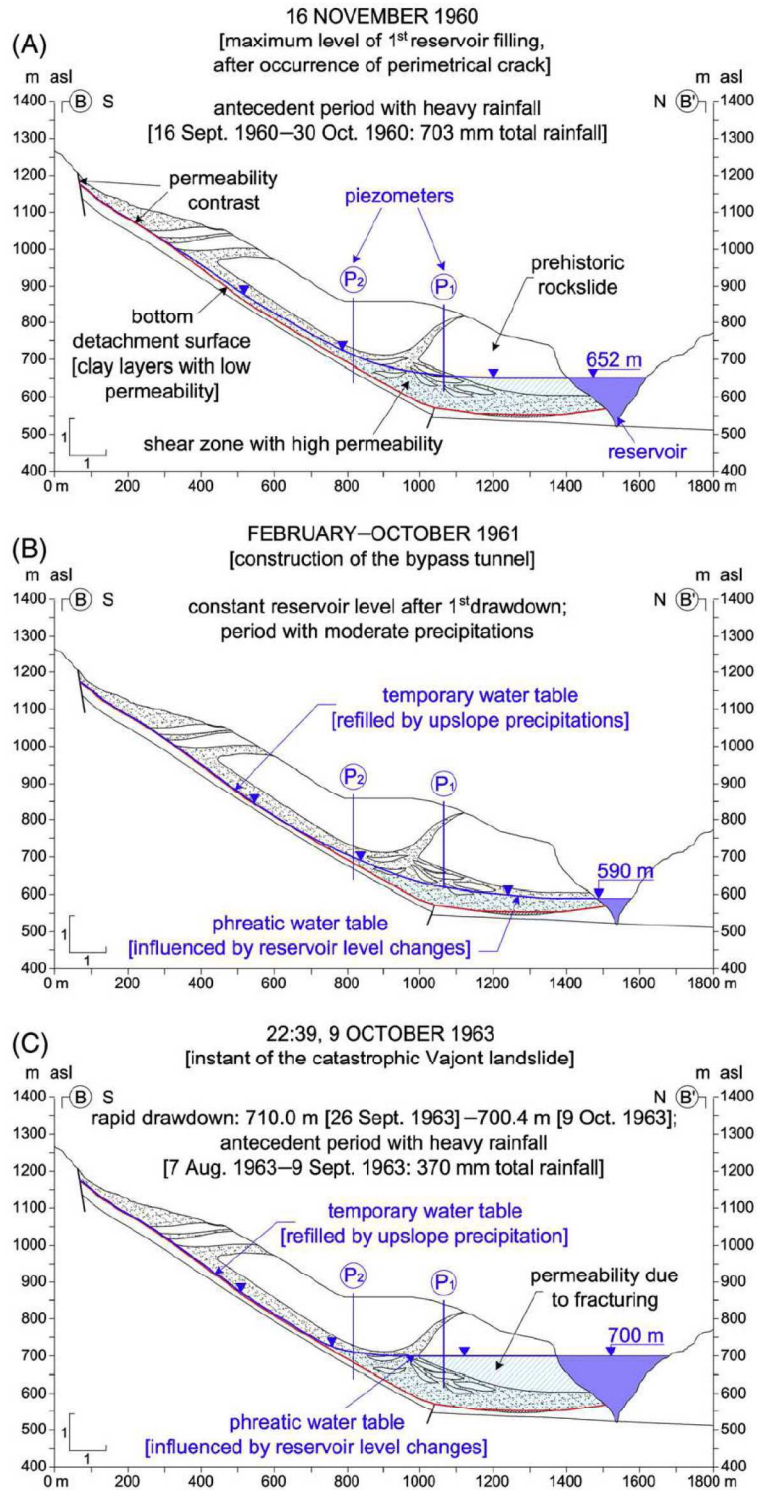 (A)
16 NOVEMBER 1960
[maximum level of 1st reservoir filling,
after occurrence of perimetrical crack]
m asl
m asl
1400
B S
N B'
1400
antecedent period with heavy rainfall
[16 Sept. 1960–30 Oct. 1960: 703 mm total rainfall]
1300
1300
1200
permeability
contrast
piezometers
1200
1100
1100
1000
prehistoric
rockslide
1000
900
P2
P1
900
bottom
detachment surface
[clay layers with low
permeability]
800
800
700
652 m
700
600
600
shear zone with high permeability
reservoir
500
1
1
500
400
400
0 m
200
400
600
800
1000
1200
1400
1600
1800 m
(B)
FEBRUARY–OCTOBER 1961
[construction of the bypass tunnel]
m asl
m asl
1400
B S
N B'
1400
constant reservoir level after 1st drawdown;
period with moderate precipitations
1300
1300
1200
temporary water table
[refilled by upslope precipitations]
1200
1100
1100
1000
1000
900
P2
P1
900
800
800
700
590 m
700
600
600
phreatic water table
[influenced by reservoir level changes]
500
1
1
500
400
400
0 m
200
400
600
800
1000
1200
1400
1600
1800 m
(C)
22:39, 9 OCTOBER 1963
[instant of the catastrophic Vajont landslide]
m asl
m asl
1400
B S
N B'
1400
rapid drawdown: 710.0 m [26 Sept. 1963]–700.4 m [9 Oct. 1963];
antecedent period with heavy rainfall
[7 Aug. 1963–9 Sept. 1963: 370 mm total rainfall]
1300
1300
1200
temporary water table
[refilled by upslope precipitation]
1200
1100
1100
1000
1000
900
P2
P1
permeability due
to fracturing
900
800
800
700
700 m
700
600
600
phreatic water table
[influenced by reservoir level changes]
500
1
1
500
400
400
0 m
200
400
600
800
1000
1200
1400
1600
1800 m